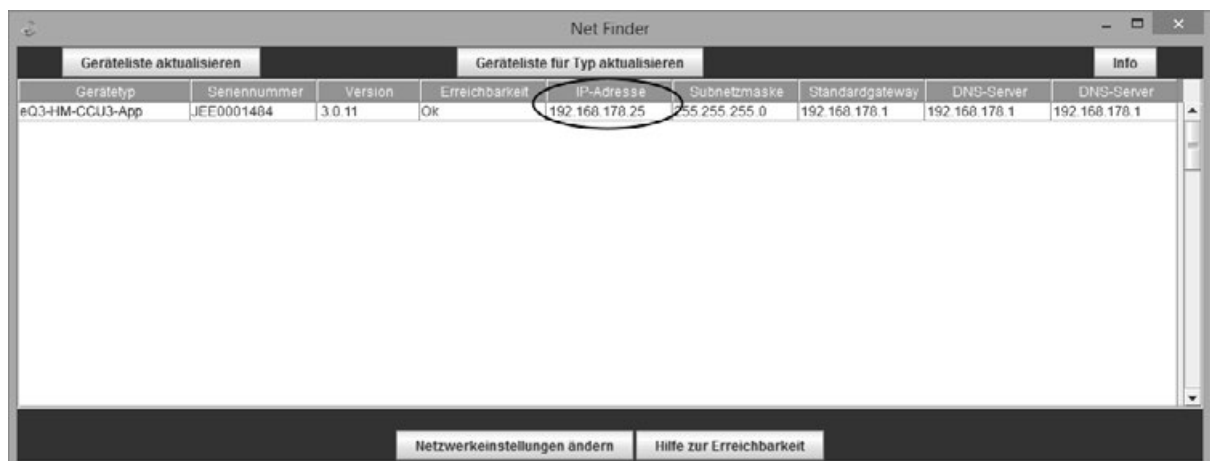 Net Finder
Geräteliste aktualisieren Geräteliste für Typ aktualisieren Info
Gerätetyp Seriennummer Version Erreichbarkeit IP-Adresse Subnetzmaske Standardgateway DNS-Server DNS-Server
eQ3-HM-CCU3-App JEE0001484 3.0.11 Ok 192.168.178.25 255.255.255.0 192.168.178.1 192.168.178.1 192.168.178.1
Netzwerkeinstellungen ändern Hilfe zur Erreichbarkeit